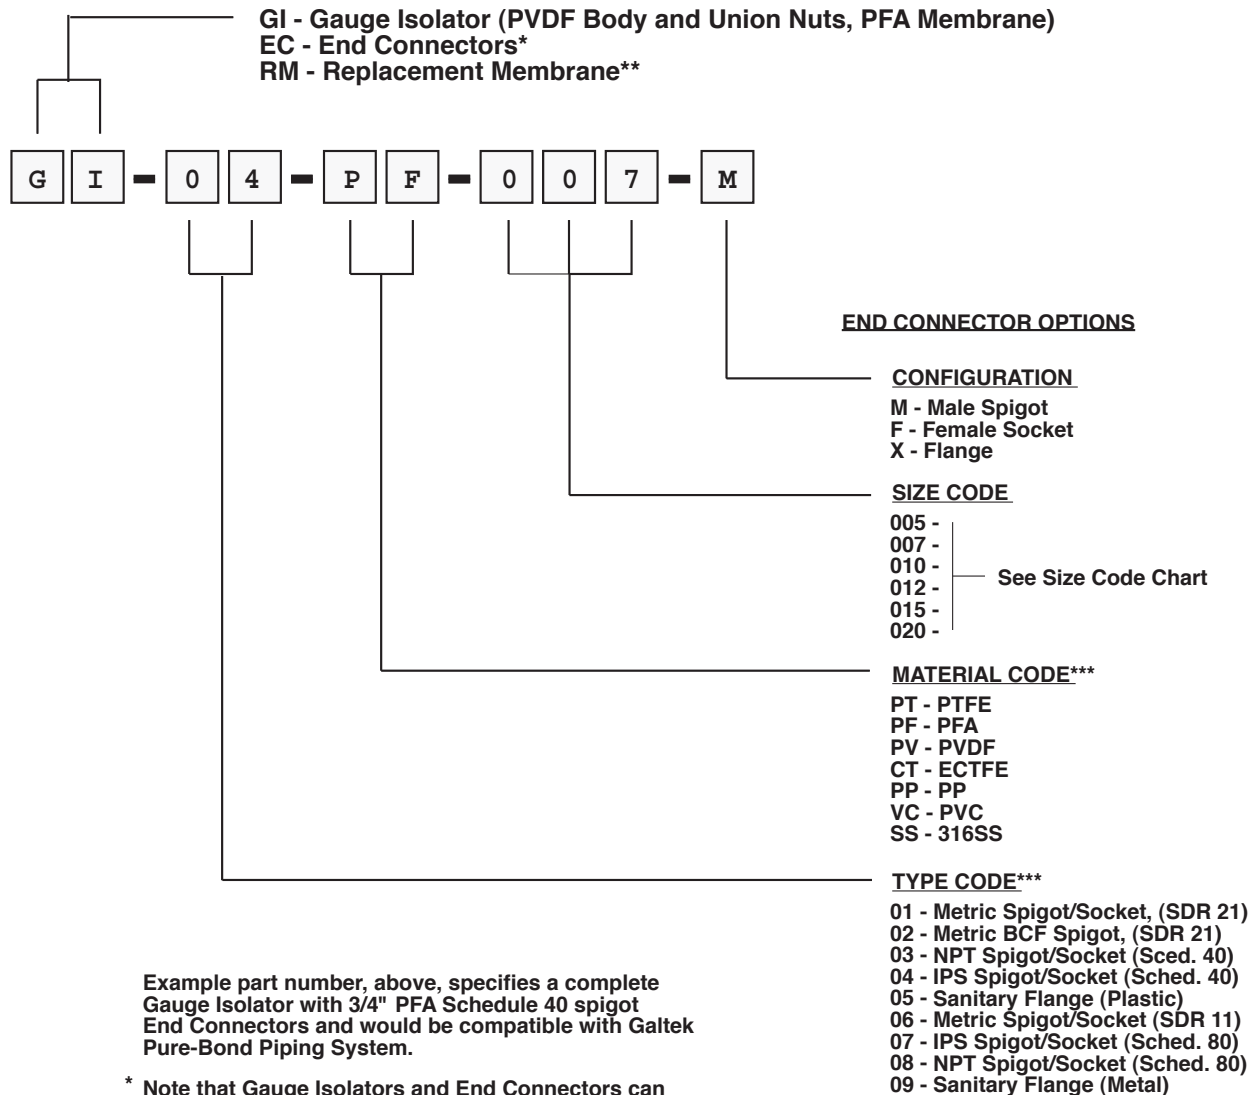 GI - Gauge Isolator (PVDF Body and Union Nuts, PFA Membrane)
EC - End Connectors*
RM - Replacement Membrane**
G I - 0 4 - P F - 0 0 7 - M
END CONNECTOR OPTIONS
CONFIGURATION
M - Male Spigot
F - Female Socket
X - Flange
SIZE CODE
005 -
007 -
010 -
012 -
015 -
020 -
See Size Code Chart
MATERIAL CODE***
PT - PTFE
PF - PFA
PV - PVDF
CT - ECTFE
PP - PP
VC - PVC
SS - 316SS
TYPE CODE***
01 - Metric Spigot/Socket, (SDR 21)
02 - Metric BCF Spigot, (SDR 21)
03 - NPT Spigot/Socket (Sced. 40)
04 - IPS Spigot/Socket (Sched. 40)
05 - Sanitary Flange (Plastic)
06 - Metric Spigot/Socket (SDR 11)
07 - IPS Spigot/Socket (Sched. 80)
08 - NPT Spigot/Socket (Sched. 80)
09 - Sanitary Flange (Metal)
Example part number, above, specifies a complete
Gauge Isolator with 3/4" PFA Schedule 40 spigot
End Connectors and would be compatible with Galtek
Pure-Bond Piping System.
* Note that Gauge Isolators and End Connectors can